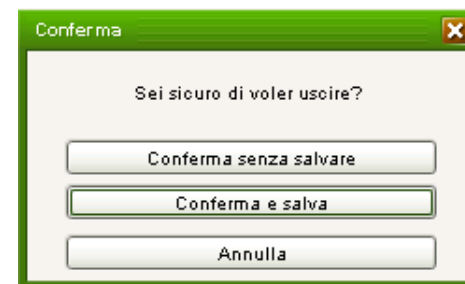 Conferma
Sei sicuro di voler uscire?
Conferma senza salvare
Conferma e salva
Annulla